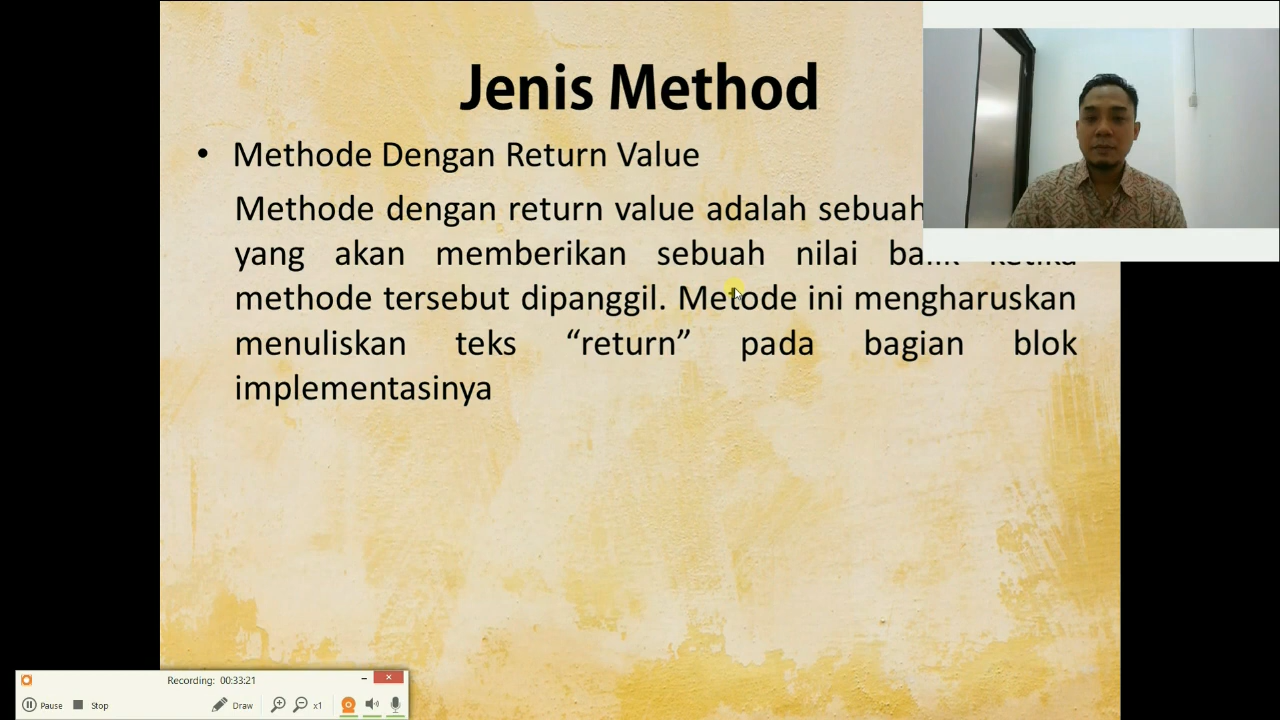 Jenis Method
• Methode Dengan Return Value
Methode dengan return value adalah sebuah
yang akan memberikan sebuah nilai balik ketika
methode tersebut dipanggil. Metode ini mengharuskan
menuliskan teks “return” pada bagian blok
implementasinya
Recording: 00:33:21
Pause Stop Draw x1